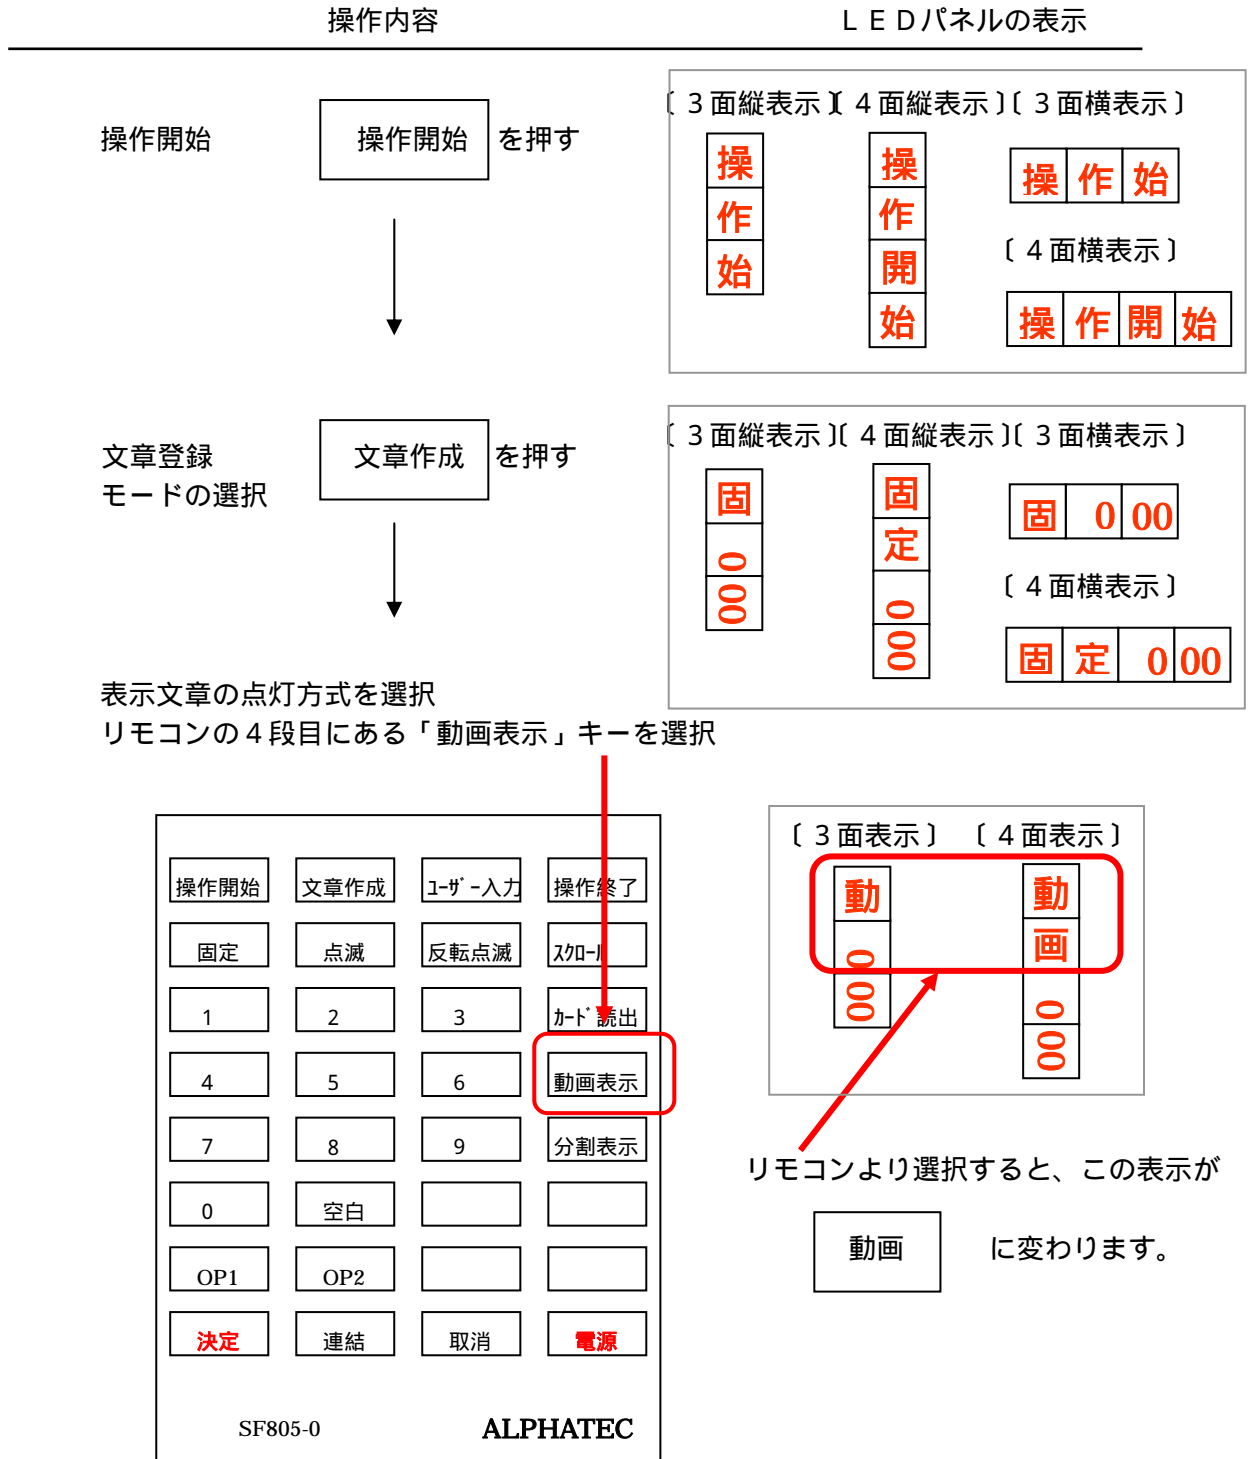 操作内容 ＬＥＤパネルの表示
操作開始 操作開始 を押す
〔３面縦表示〕〔４面縦表示〕〔３面横表示〕
操
作
始
操
作
開
始
操 作 始
〔４面横表示〕
操 作 開 始
文章登録
モードの選択
文章作成 を押す
〔３面縦表示〕〔４面縦表示〕〔３面横表示〕
固
0
00
固
定
0
00
固 0 00
〔４面横表示〕
固 定 0 00
表示文章の点灯方式を選択
リモコンの４段目にある「動画表示」キーを選択
操作開始 文章作成 ﾕｰｻﾞｰ入力 操作終了
固定 点滅 反転点滅 ｽｸﾛｰﾙ
1 2 3 ｶｰﾄﾞ読出
4 5 6 動画表示
7 8 9 分割表示
0 空白
OP1 OP2
決定 連結 取消 電源
SF805-0 ALPHATEC
〔３面表示〕 〔４面表示〕
動
0
00
動
画
0
00
リモコンより選択すると、この表示が
動画 に変わります。